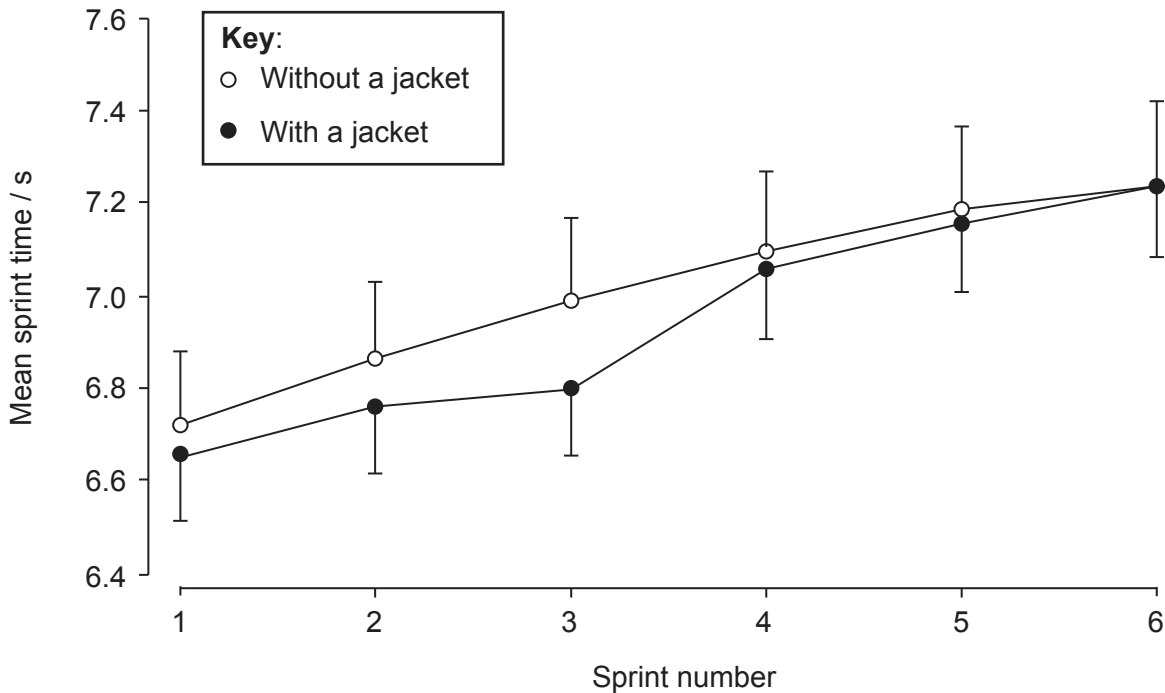 7.6
Key:
Without a jacket
7.4
With a jacket
7.2
7.0
6.8
6.6
6.4
Mean sprint time / s
1 2 3 4 5 6
Sprint number